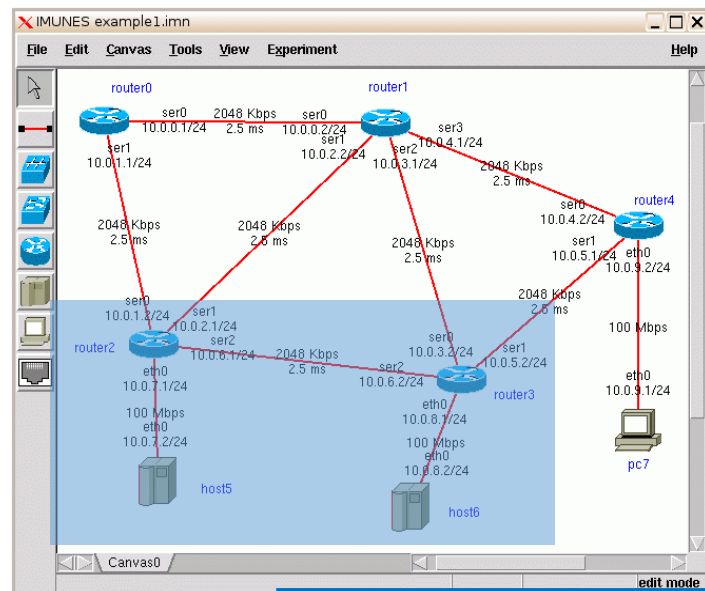 IMUNES example1.imn
File Edit Canvas Tools View Experiment Help
router0
router1
ser0
10.0.0.1/24
2048 Kbps
2.5 ms
ser0
10.0.0.2/24
ser1
10.0.1.1/24
ser1
10.0.2.2/24
ser2
10.0.3.1/24
ser3
10.0.4.1/24
2048 Kbps
2.5 ms
router4
ser0
10.0.4.2/24
2048 Kbps
2.5 ms
2048 Kbps
2.5 ms
2048 Kbps
2.5 ms
ser1
10.0.5.1/24
eth0
10.0.9.2/24
2048 Kbps
2.5 ms
ser0
10.0.1.2/24
ser1
10.0.2.1/24
100 Mbps
router2
ser2
10.0.6.1/24
2048 Kbps
2.5 ms
ser0
10.0.3.2/24
ser1
10.0.5.2/24
ser2
10.0.6.2/24
router3
eth0
10.0.7.1/24
eth0
10.0.8.1/24
eth0
10.0.9.1/24
100 Mbps
eth0
10.0.7.2/24
100 Mbps
eth0
10.0.8.2/24
pc7
host5
host6
Canvas0
edit mode